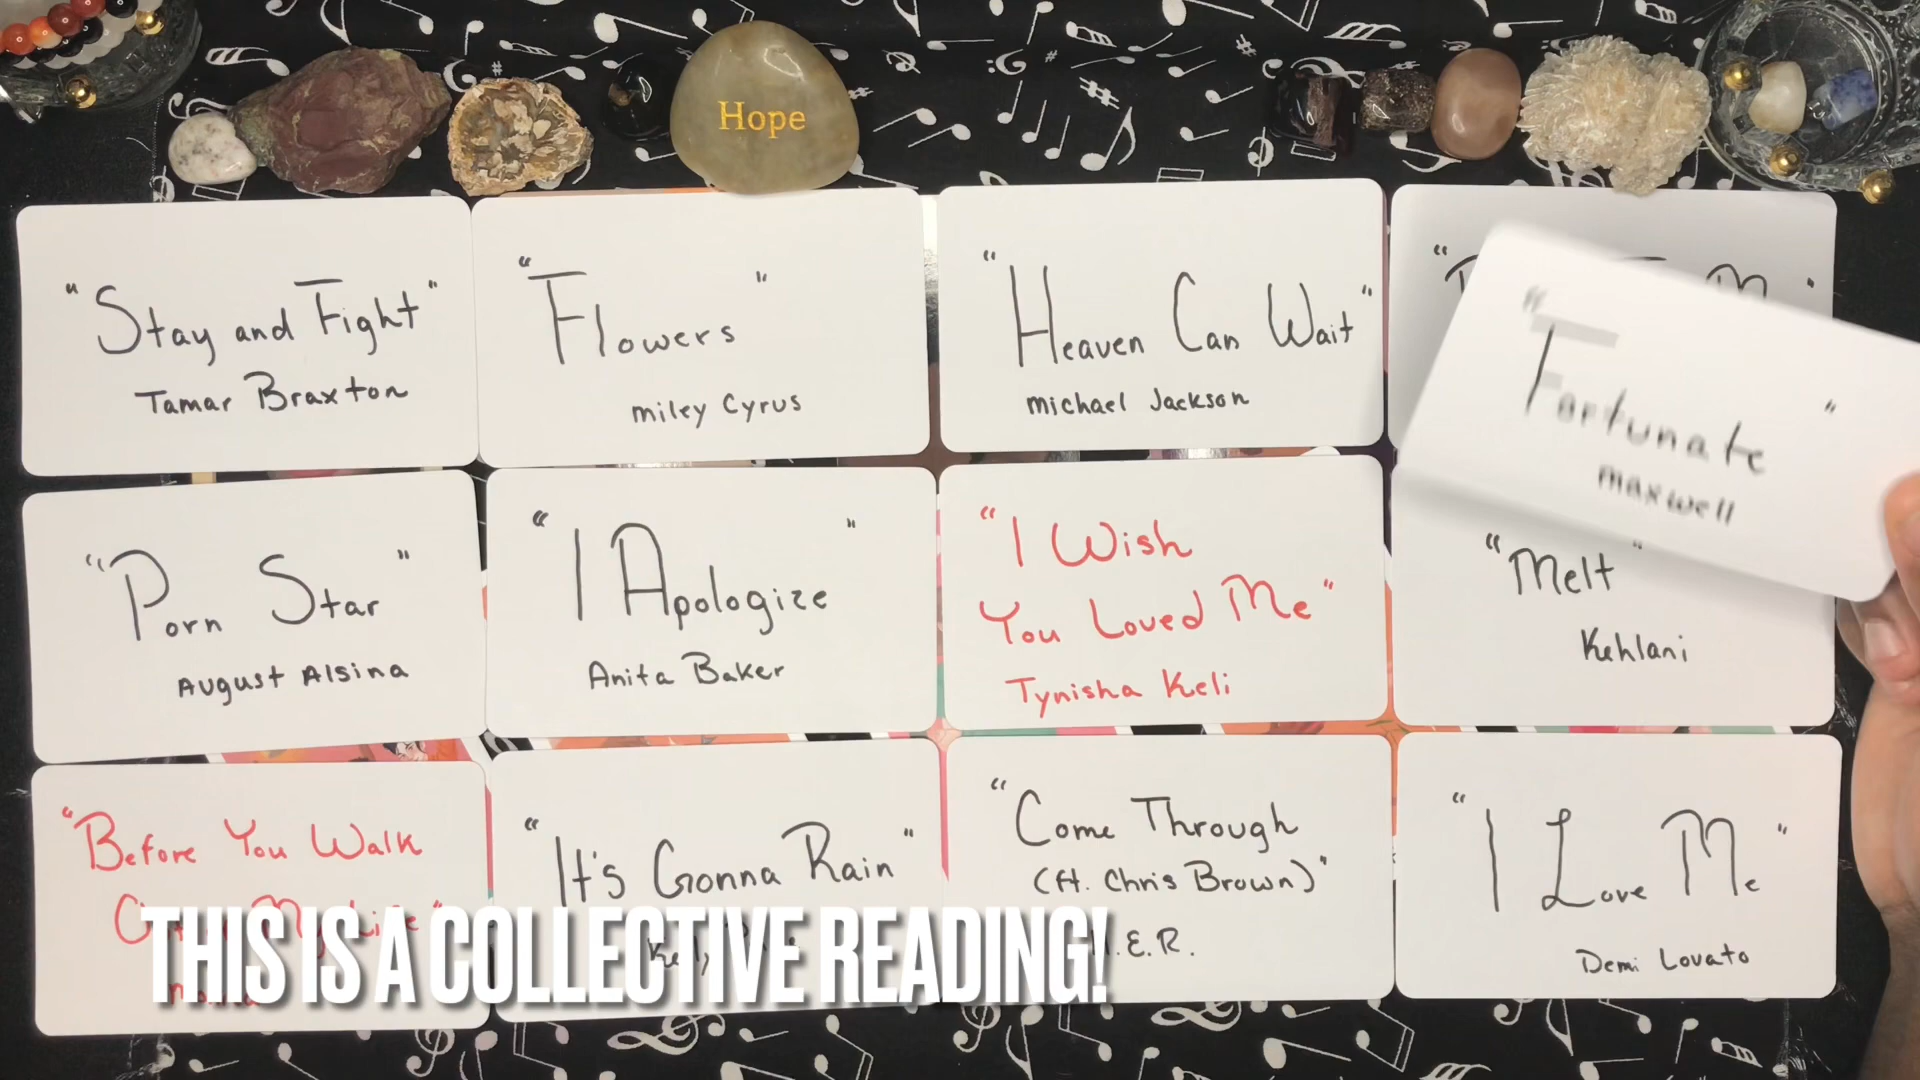 Hope
"Stay and Fight"
Tamar Braxton
"Flowers"
miley Cyrus
"Heaven Can Wait"
michael Jackson
"Fortunate"
maxwell
"Porn Star"
August Alsina
"I Apologize"
Anita Baker
"I Wish
You Loved Me"
Tynisha Keli
"Melt"
Kehlani
"Before You Walk
"It's Gonna Rain"
"Come Through
(ft. Chris Brown)"
H.E.R.
"I Love Me"
Demi Lovato
THIS IS A COLLECTIVE READING!